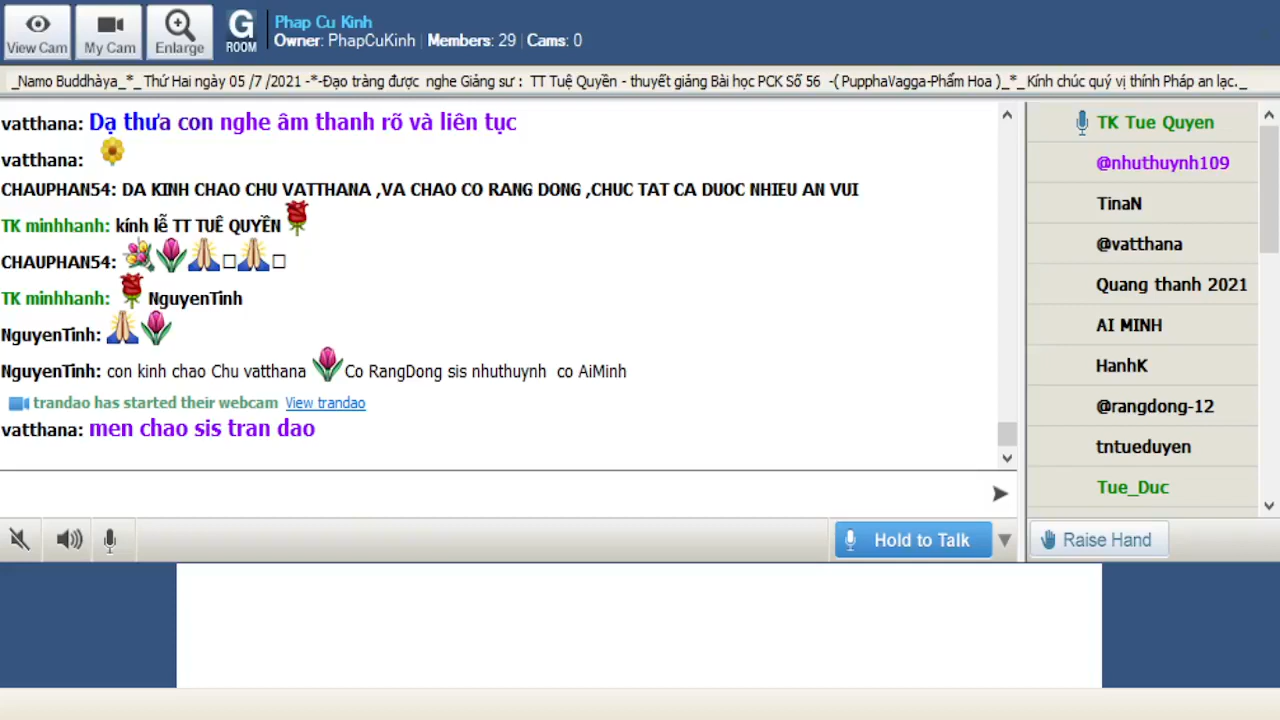 View Cam
My Cam
Enlarge
G
ROOM
Phap Cu Kinh
Owner: PhapCuKinh | Members: 29 | Cams: 0
_Namo Buddhàya_*_ Thứ Hai ngày 05 /7 /2021 -*-Đạo tràng được nghe Giảng sư : TT Tuệ Quyền - thuyết giảng Bài học PCK Số 56 -( PupphaVagga-Phẩm Hoa )_*_ Kính chúc quý vị thính Pháp an lạc._
vatthana: Dạ thưa con nghe âm thanh rõ và liên tục
vatthana:
CHAUPHAN54: DA KINH CHAO CHU VATTHANA ,VA CHAO CO RANG DONG ,CHUC TAT CA DUOC NHIEU AN VUI
TK minhhanh: kính lễ TT TUỆ QUYỀN
CHAUPHAN54:
TK minhhanh: NguyenTinh
NguyenTinh:
NguyenTinh: con kinh chao Chu vatthana Co RangDong sis nhuthuynh co AiMinh
trandao has started their webcam View trandao
vatthana: men chao sis tran dao
TK Tue Quyen
@nhuthuynh109
TinaN
@vatthana
Quang thanh 2021
AI MINH
HanhK
@rangdong-12
tntueduyen
Tue_Duc
Hold to Talk
Raise Hand